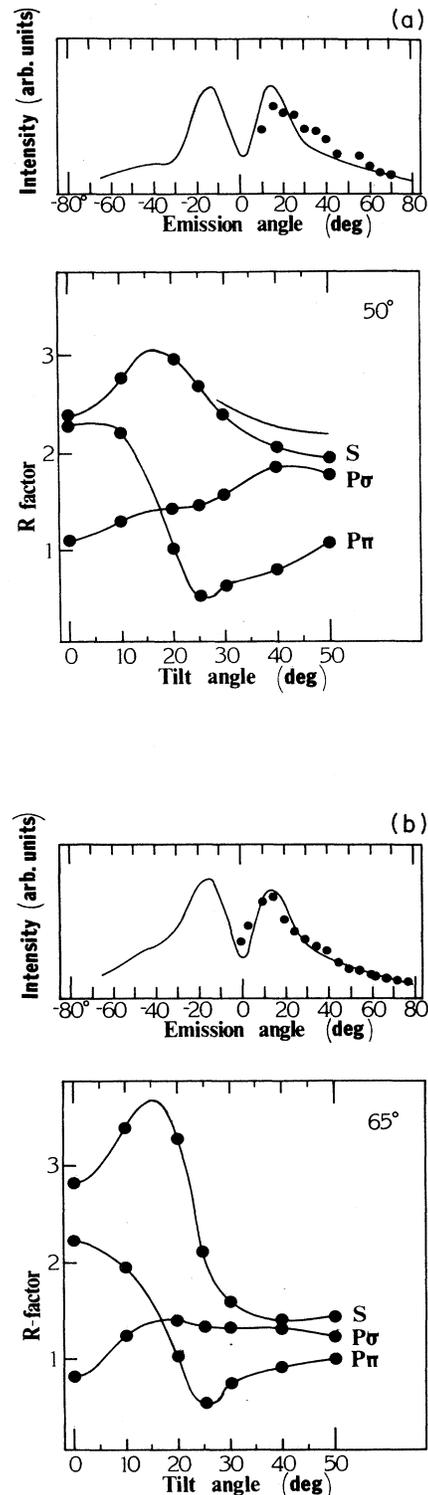 (a)
Intensity (arb. units)
-80° -60 -40 -20 0 20 40 60 80
Emission angle (deg)
50°
3
2
1
R factor
S
Pσ
Pπ
0 10 20 30 40 50
Tilt angle (deg)
(b)
Intensity (arb. units)
-80° -60 -40 -20 0 20 40 60 80
Emission angle (deg)
65°
3
2
1
R-factor
S
Pσ
Pπ
0 10 20 30 40 50
Tilt angle (deg)